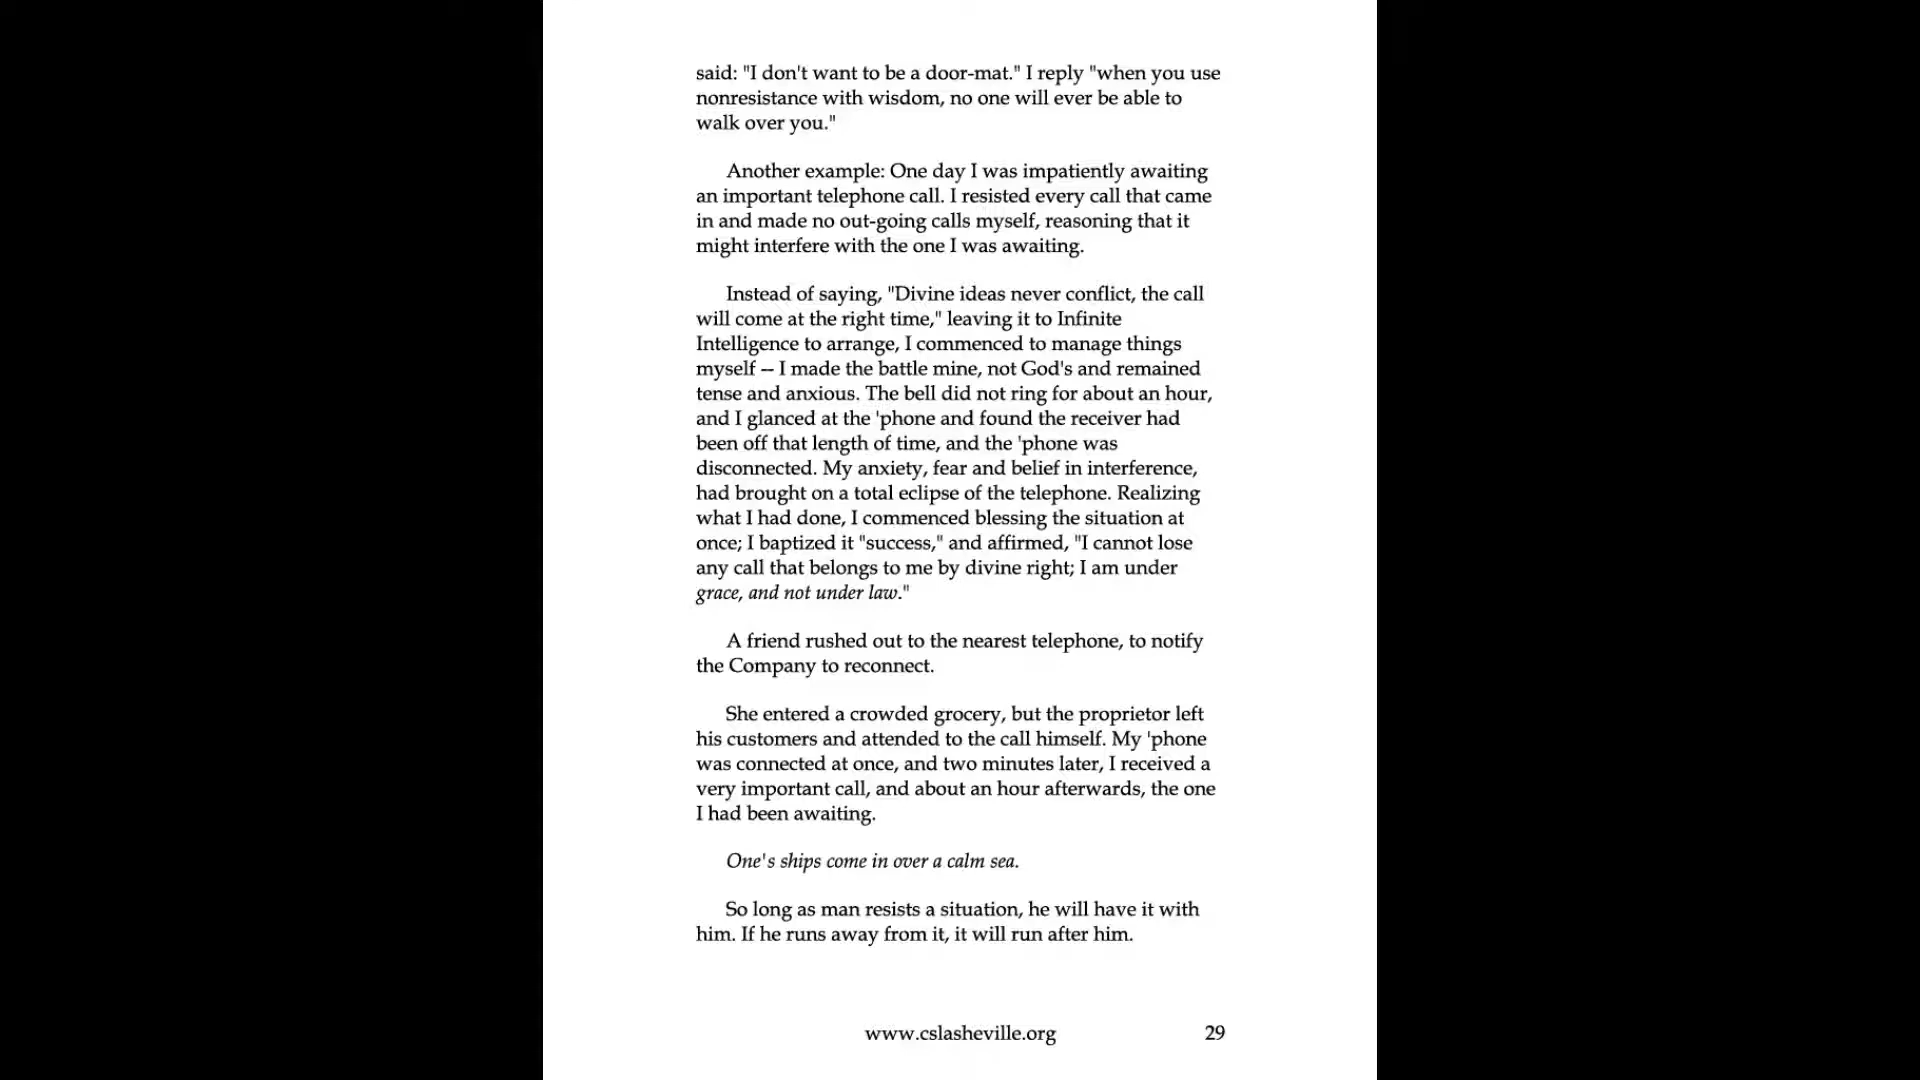 said: "I don't want to be a door-mat." I reply "when you use
nonresistance with wisdom, no one will ever be able to
walk over you."
Another example: One day I was impatiently awaiting
an important telephone call. I resisted every call that came
in and made no out-going calls myself, reasoning that it
might interfere with the one I was awaiting.
Instead of saying, "Divine ideas never conflict, the call
will come at the right time," leaving it to Infinite
Intelligence to arrange, I commenced to manage things
myself -- I made the battle mine, not God's and remained
tense and anxious. The bell did not ring for about an hour,
and I glanced at the 'phone and found the receiver had
been off that length of time, and the 'phone was
disconnected. My anxiety, fear and belief in interference,
had brought on a total eclipse of the telephone. Realizing
what I had done, I commenced blessing the situation at
once; I baptized it "success," and affirmed, "I cannot lose
any call that belongs to me by divine right; I am under
grace, and not under law."
A friend rushed out to the nearest telephone, to notify
the Company to reconnect.
She entered a crowded grocery, but the proprietor left
his customers and attended to the call himself. My 'phone
was connected at once, and two minutes later, I received a
very important call, and about an hour afterwards, the one
I had been awaiting.
One's ships come in over a calm sea.
So long as man resists a situation, he will have it with
him. If he runs away from it, it will run after him.
www.cslasheville.org 29